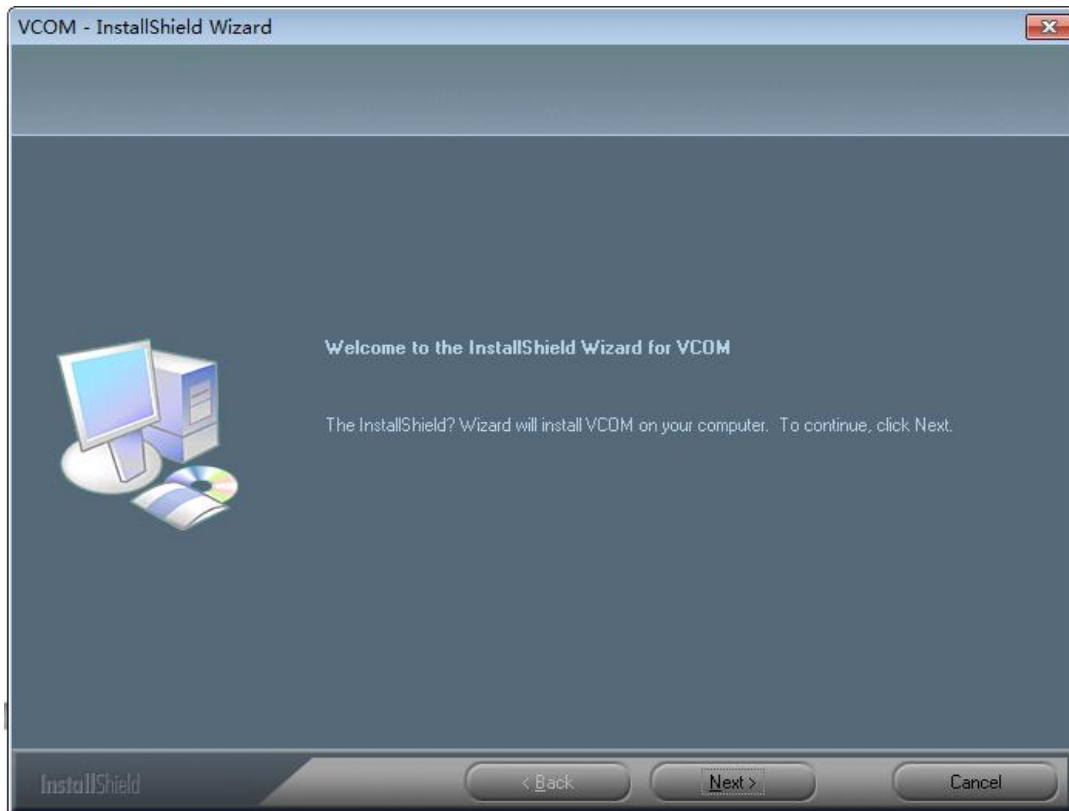 VCOM - InstallShield Wizard
Welcome to the InstallShield Wizard for VCOM
The InstallShield? Wizard will install VCOM on your computer. To continue, click Next.
InstallShield
< Back
Next >
Cancel